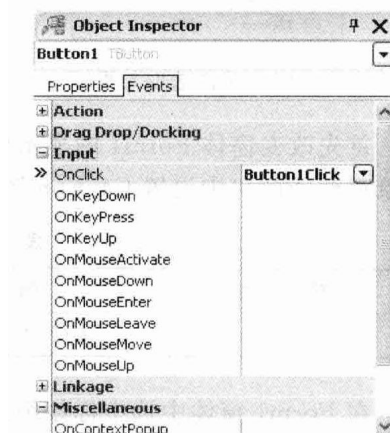 Object Inspector
Button1 TButton
Properties Events
Action
Drag Drop/Docking
Input
OnClick Button1Click
OnKeyDown
OnKeyPress
OnKeyUp
OnMouseActivate
OnMouseDown
OnMouseEnter
OnMouseLeave
OnMouseMove
OnMouseUp
Linkage
Miscellaneous
OnContextPopup